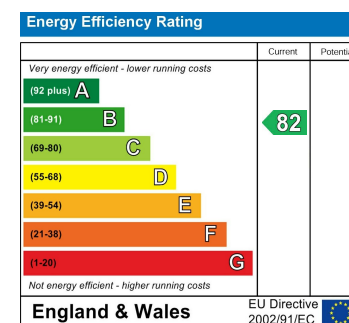 Energy Efficiency Rating
Current Potentia
Very energy efficient - lower running costs
(92 plus) A
(81-91) B
82
(69-80) C
(55-68) D
(39-54) E
(21-38) F
(1-20) G
Not energy efficient - higher running costs
England & Wales
EU Directive
2002/91/EC